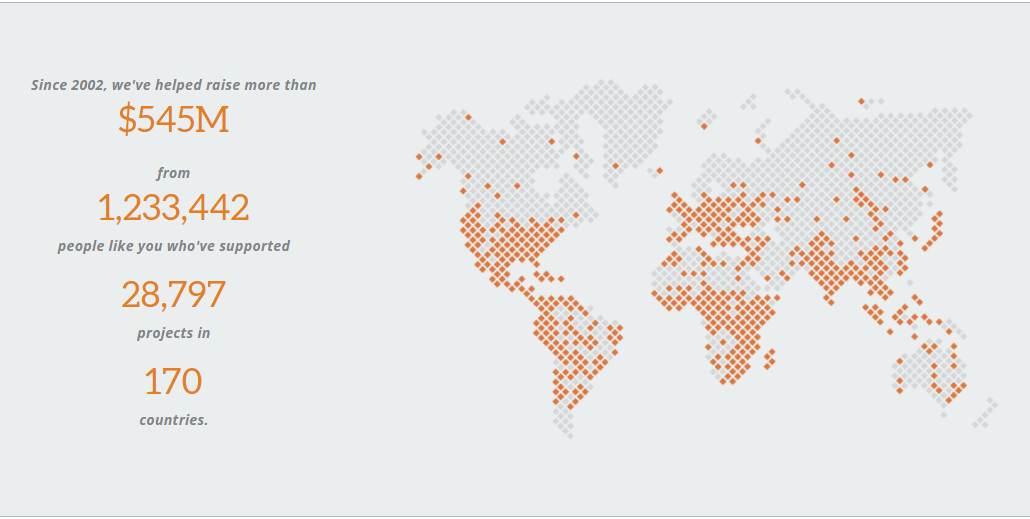 Since 2002, we've helped raise more than
$545M
from
1,233,442
people like you who've supported
28,797
projects in
170
countries.